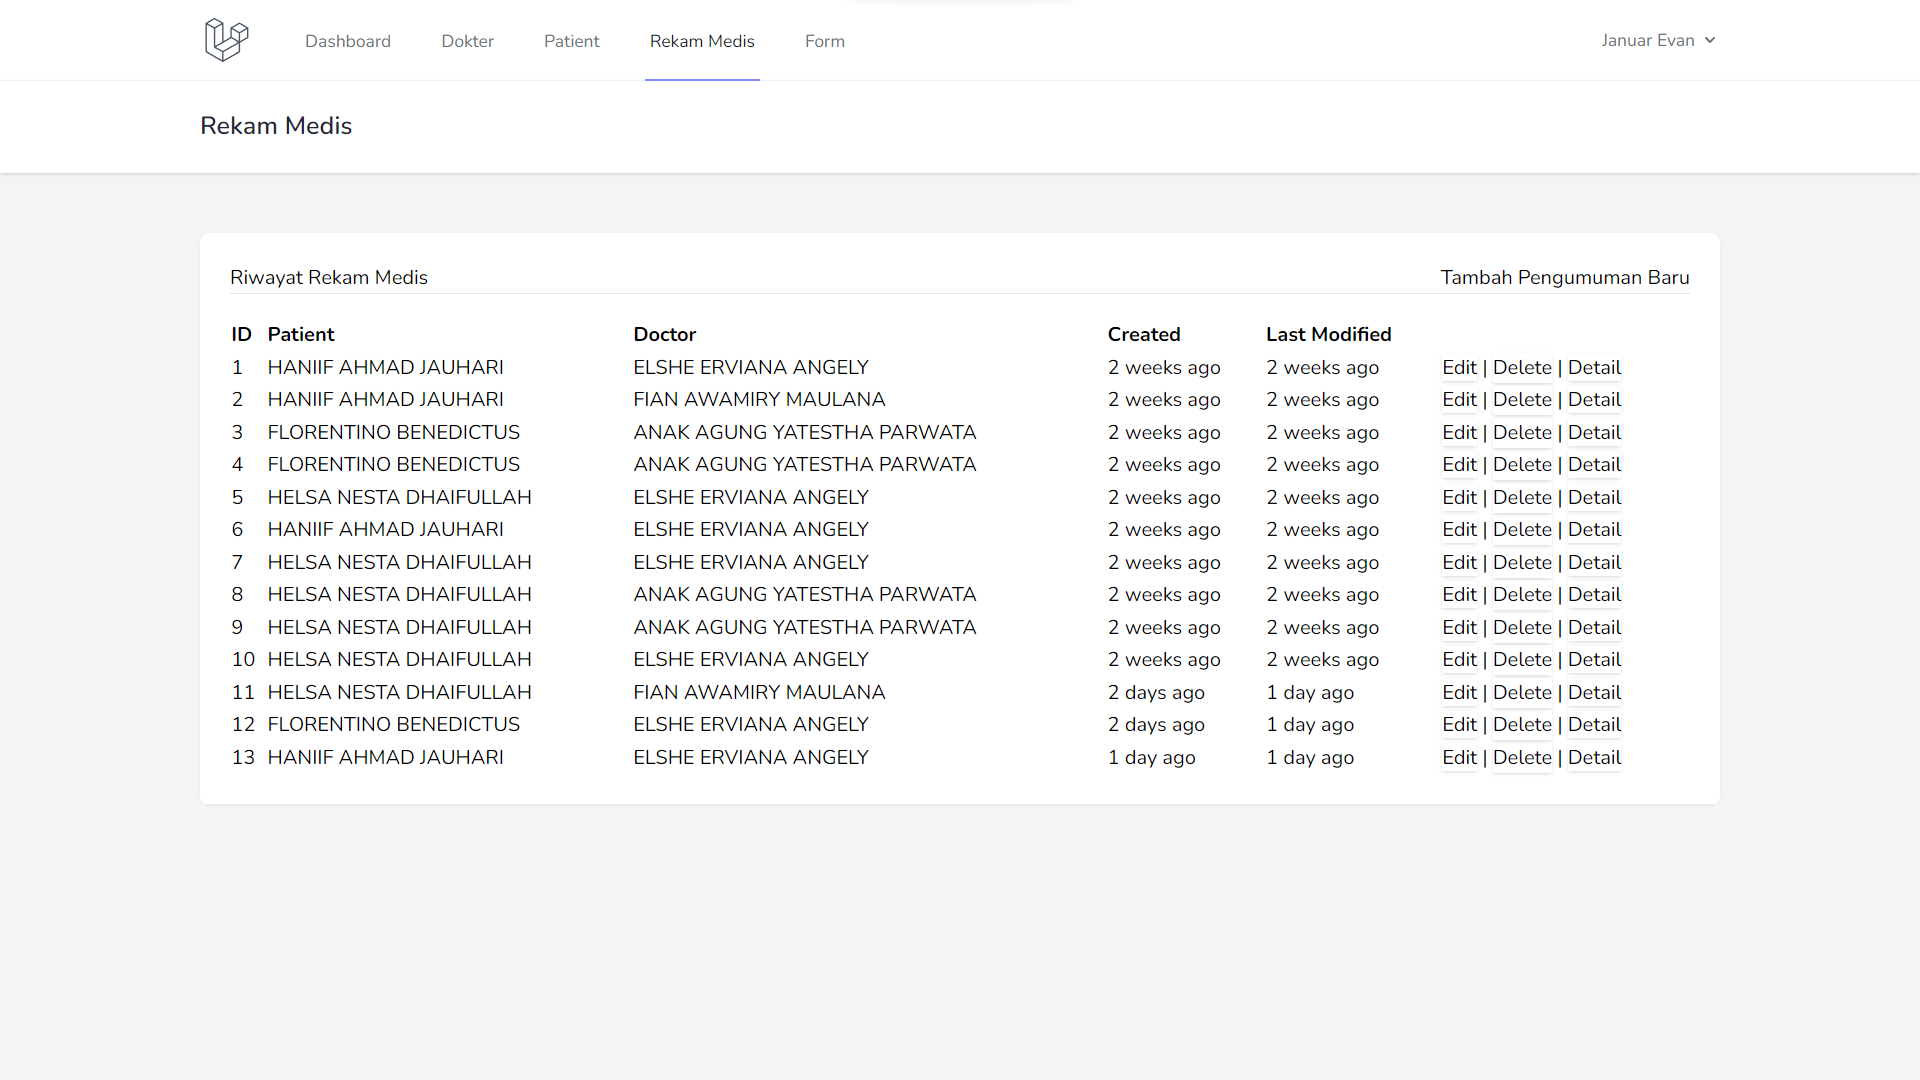 Dashboard Dokter Patient Rekam Medis Form Januar Evan
Rekam Medis
Riwayat Rekam Medis Tambah Pengumuman Baru
ID Patient Doctor Created Last Modified
1 HANIIF AHMAD JAUHARI ELSHE ERVIANA ANGELY 2 weeks ago 2 weeks ago Edit | Delete | Detail
2 HANIIF AHMAD JAUHARI FIAN AWAMIRY MAULANA 2 weeks ago 2 weeks ago Edit | Delete | Detail
3 FLORENTINO BENEDICTUS ANAK AGUNG YATESTHA PARWATA 2 weeks ago 2 weeks ago Edit | Delete | Detail
4 FLORENTINO BENEDICTUS ANAK AGUNG YATESTHA PARWATA 2 weeks ago 2 weeks ago Edit | Delete | Detail
5 HELSA NESTA DHAIFULLAH ELSHE ERVIANA ANGELY 2 weeks ago 2 weeks ago Edit | Delete | Detail
6 HANIIF AHMAD JAUHARI ELSHE ERVIANA ANGELY 2 weeks ago 2 weeks ago Edit | Delete | Detail
7 HELSA NESTA DHAIFULLAH ELSHE ERVIANA ANGELY 2 weeks ago 2 weeks ago Edit | Delete | Detail
8 HELSA NESTA DHAIFULLAH ANAK AGUNG YATESTHA PARWATA 2 weeks ago 2 weeks ago Edit | Delete | Detail
9 HELSA NESTA DHAIFULLAH ANAK AGUNG YATESTHA PARWATA 2 weeks ago 2 weeks ago Edit | Delete | Detail
10 HELSA NESTA DHAIFULLAH ELSHE ERVIANA ANGELY 2 weeks ago 2 weeks ago Edit | Delete | Detail
11 HELSA NESTA DHAIFULLAH FIAN AWAMIRY MAULANA 2 days ago 1 day ago Edit | Delete | Detail
12 FLORENTINO BENEDICTUS ELSHE ERVIANA ANGELY 2 days ago 1 day ago Edit | Delete | Detail
13 HANIIF AHMAD JAUHARI ELSHE ERVIANA ANGELY 1 day ago 1 day ago Edit | Delete | Detail